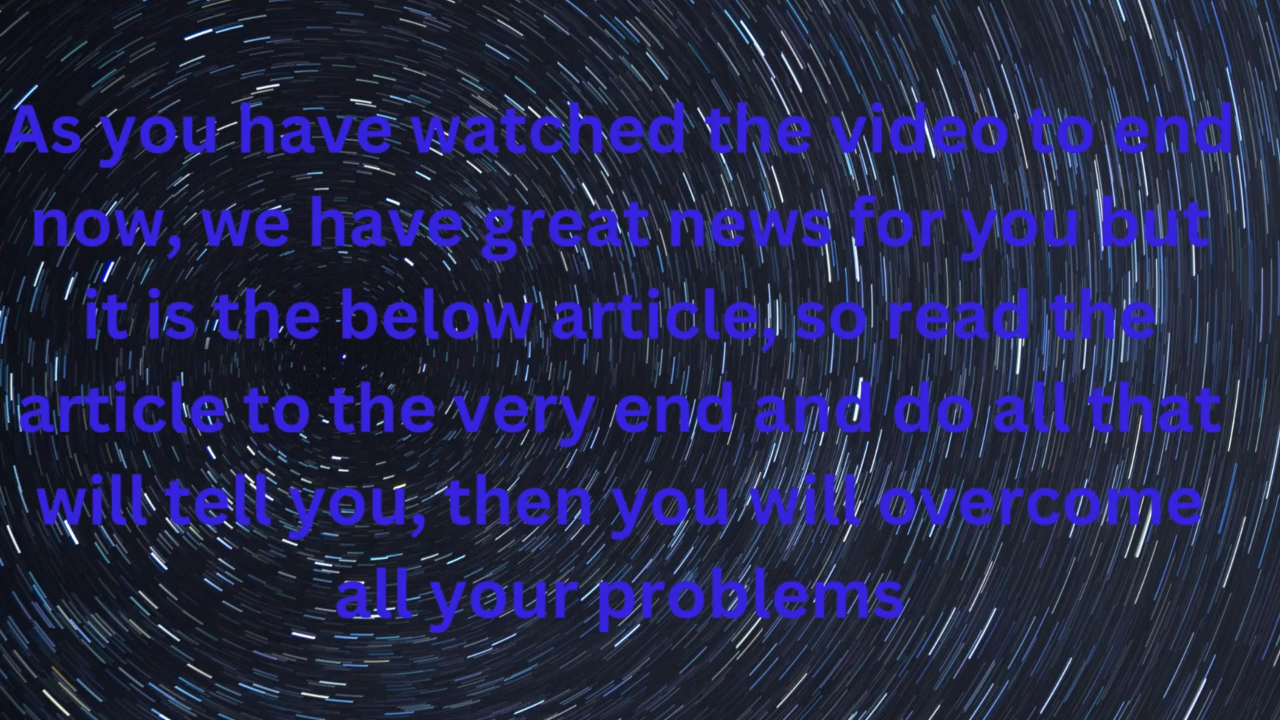 As you have watched the video to end
now, we have great news for you but
it is the below article, so read the
article to the very end and do all that
will tell you, then you will overcome
all your problems